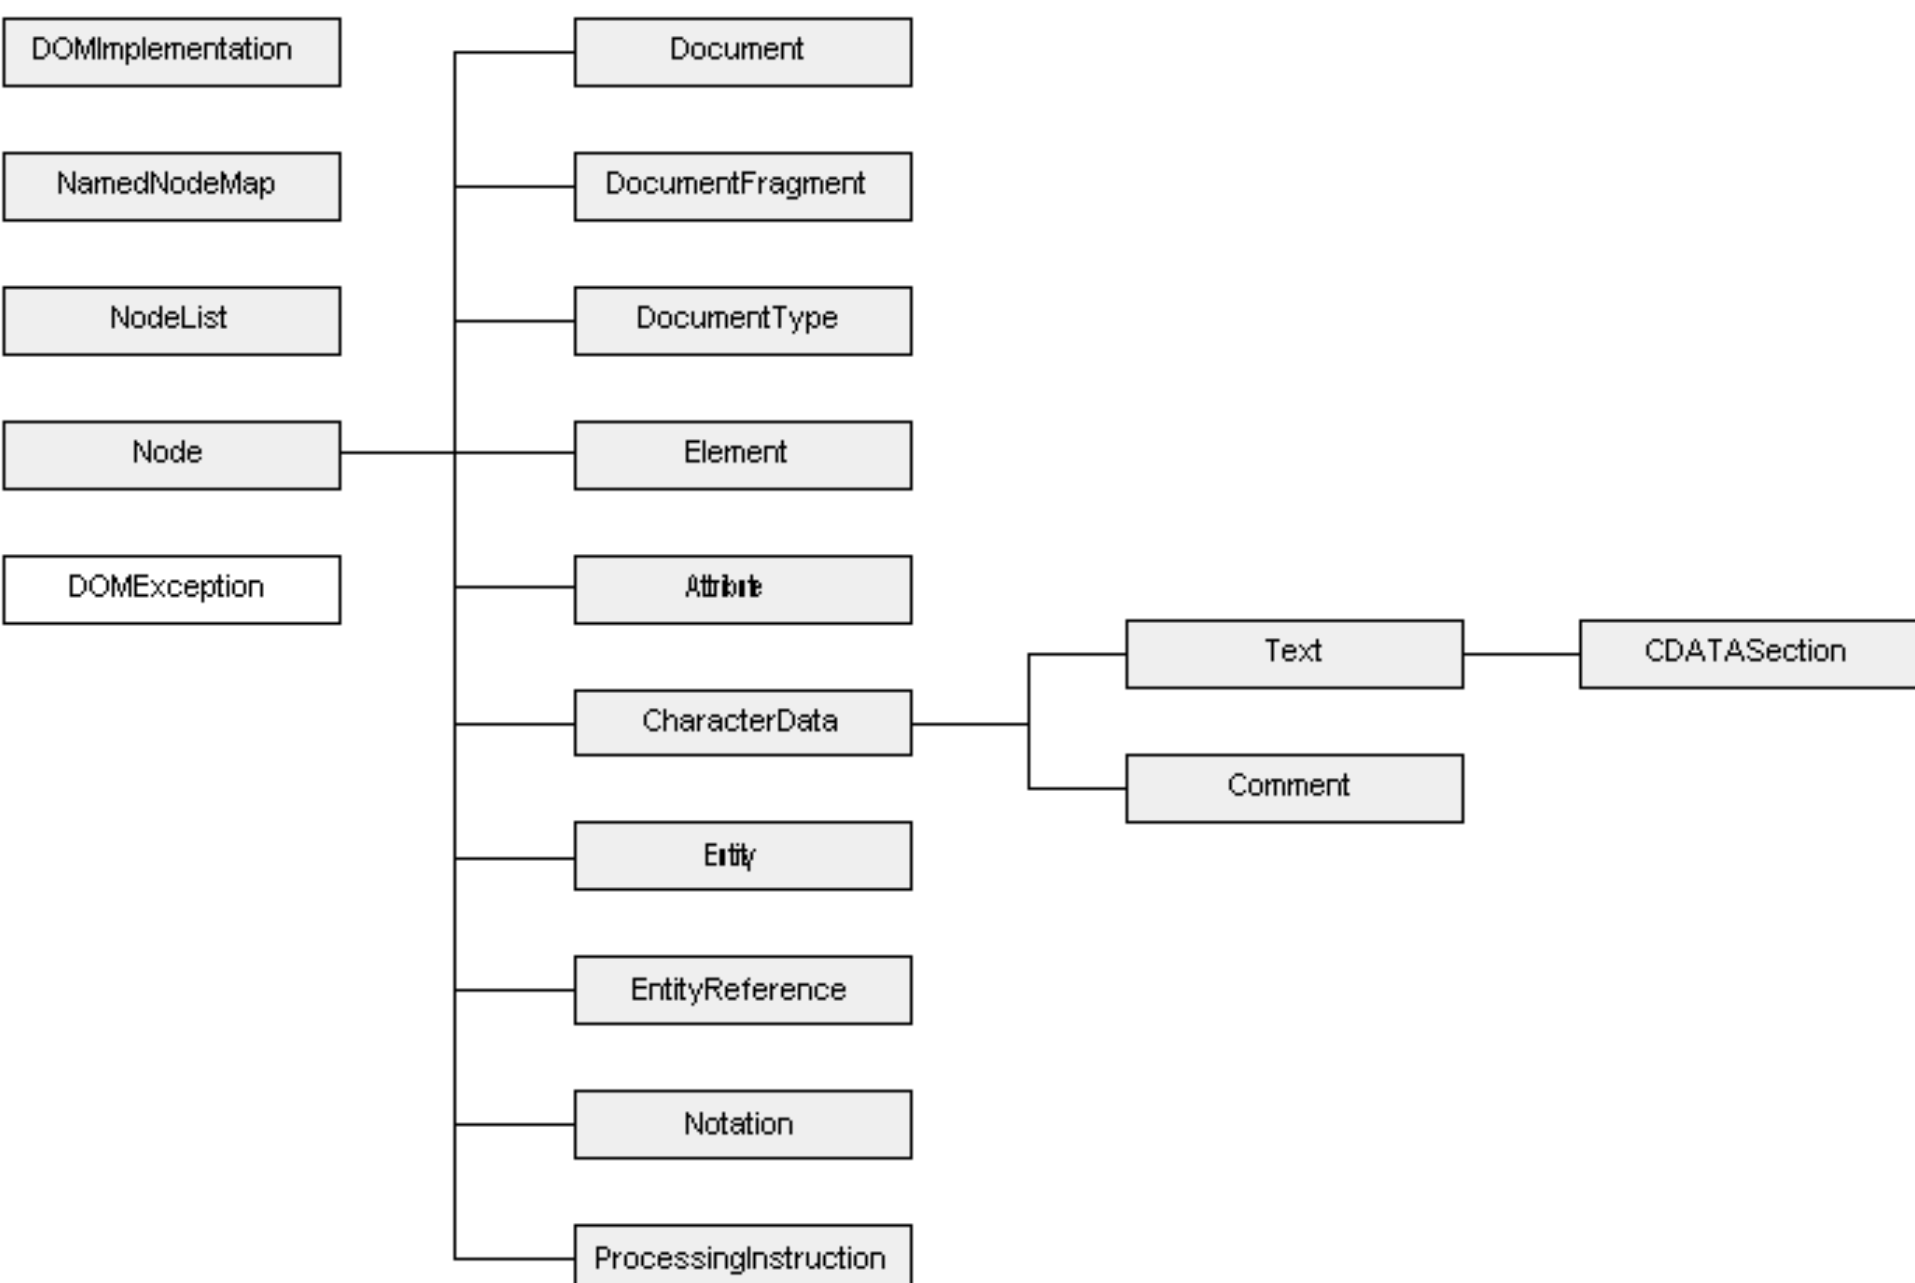 DOMImplementation
NamedNodeMap
NodeList
Node
DOMException
Document
DocumentFragment
DocumentType
Element
Attribute
CharacterData
Entity
EntityReference
Notation
ProcessingInstruction
Text
Comment
CDATASection